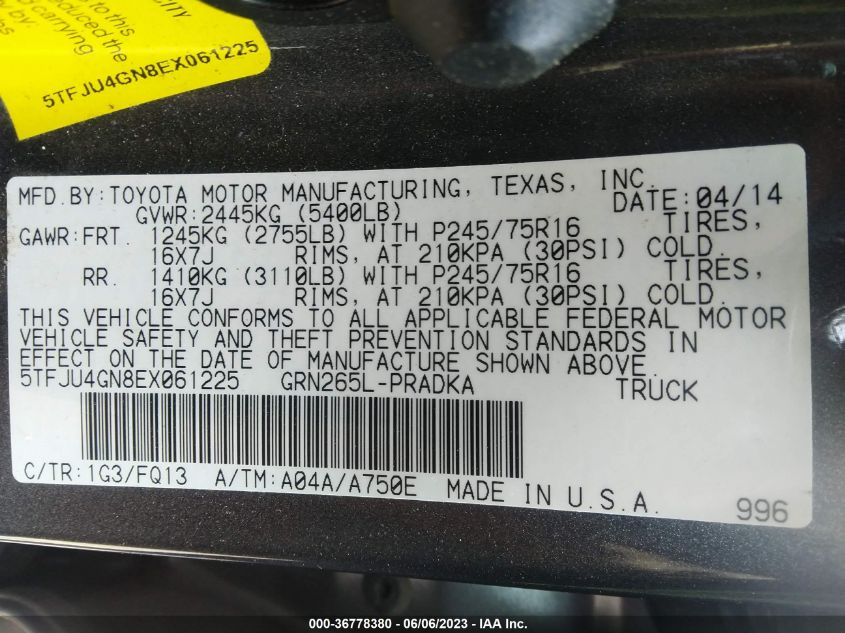 CITY
to this
oduced the
carrying
by
5TFJU4GN8EX061225
MFD.BY:TOYOTA MOTOR MANUFACTURING, TEXAS, INC.
DATE:04/14
GVWR:2445KG (5400LB)
GAWR:FRT. 1245KG (2755LB) WITH P245/75R16 TIRES,
16X7J RIMS, AT 210KPA (30PSI) COLD.
RR. 1410KG (3110LB) WITH P245/75R16 TIRES,
16X7J RIMS, AT 210KPA (30PSI) COLD.
THIS VEHICLE CONFORMS TO ALL APPLICABLE FEDERAL MOTOR
VEHICLE SAFETY AND THEFT PREVENTION STANDARDS IN
EFFECT ON THE DATE OF MANUFACTURE SHOWN ABOVE.
5TFJU4GN8EX061225 GRN265L-PRADKA TRUCK
C/TR:1G3/FQ13 A/TM:A04A/A750E MADE IN U.S.A.
996
000-36778380 - 06/06/2023 - IAA Inc.